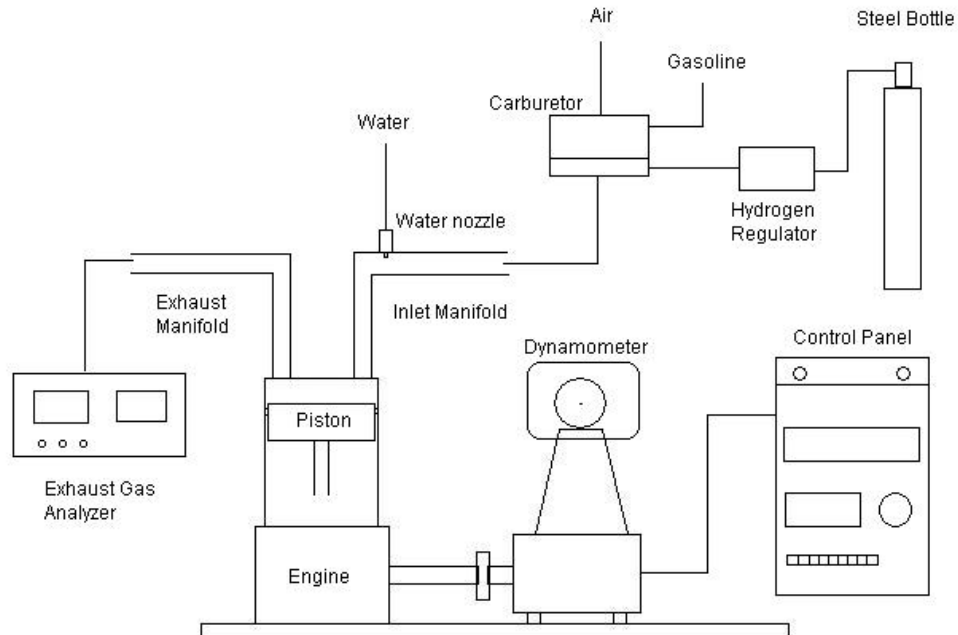 Air
Steel Bottle
Gasoline
Carburetor
Water
Hydrogen
Regulator
Water nozzle
Exhaust
Manifold
Inlet Manifold
Dynamometer
Control Panel
Piston
Exhaust Gas
Analyzer
Engine